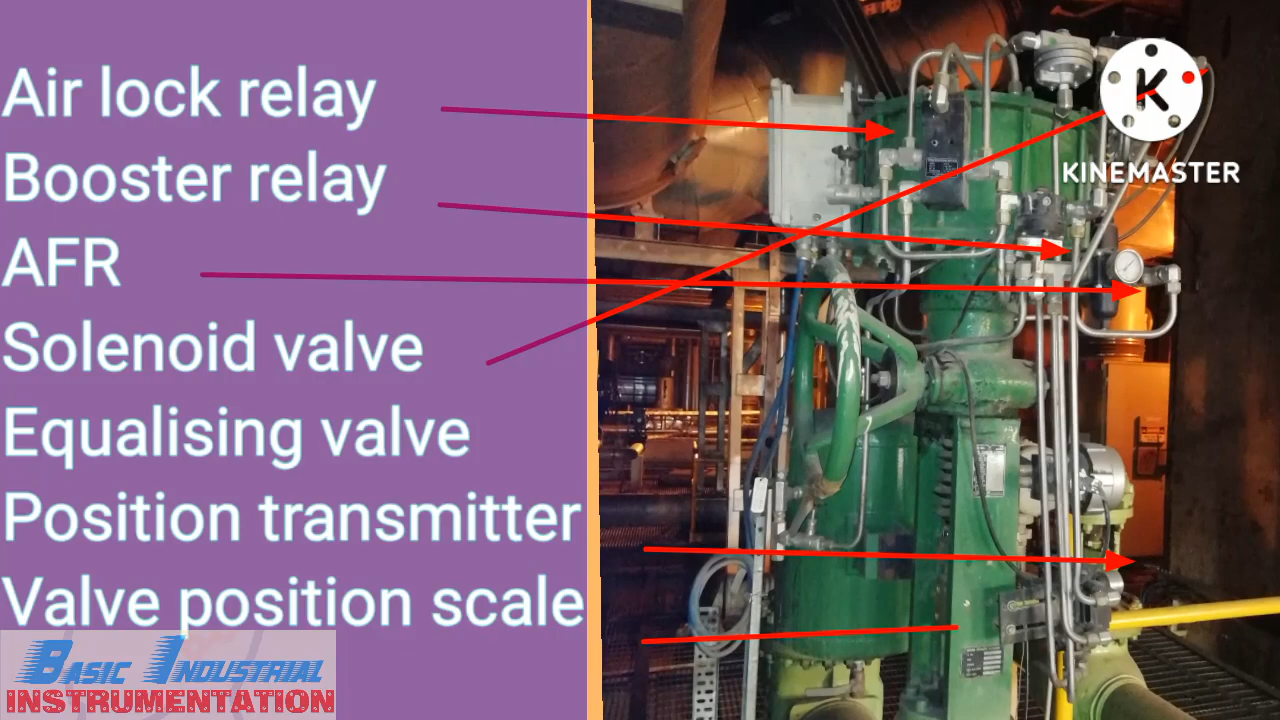 Air lock relay
Booster relay
AFR
Solenoid valve
Equalising valve
Position transmitter
Valve position scale
BASIC INDUSTRIAL
INSTRUMENTATION
K
KINEMASTER